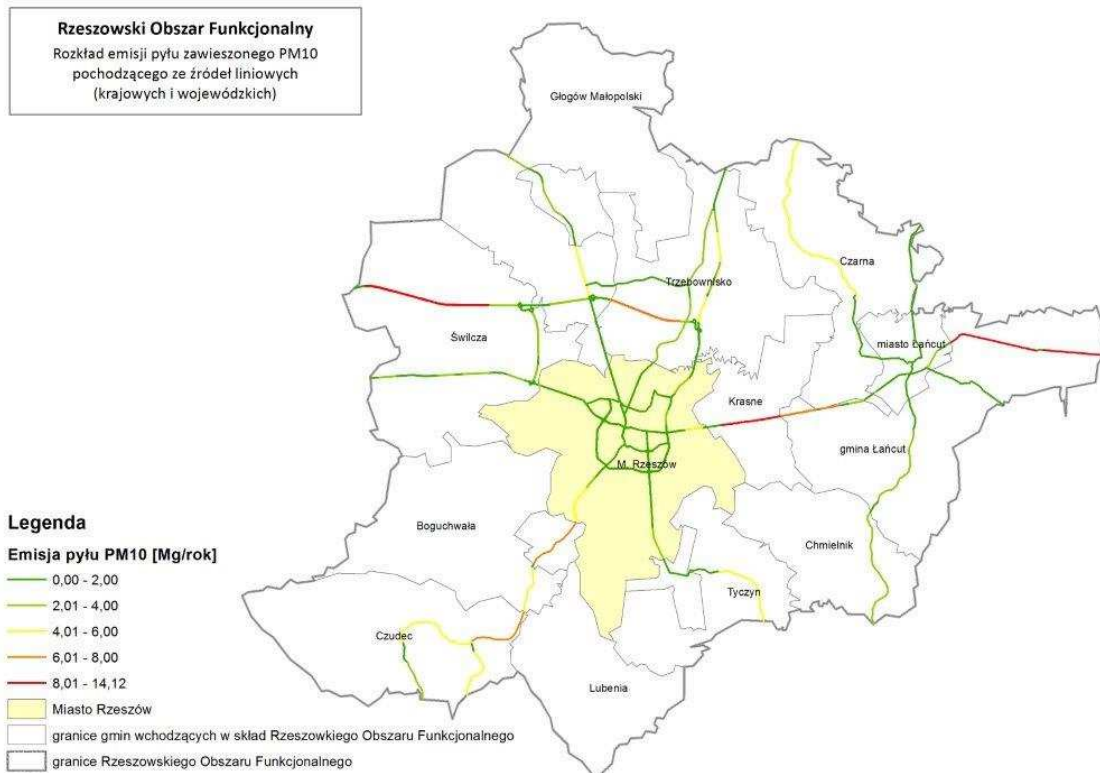 Rzeszowski Obszar Funkcjonalny
Rozkład emisji pyłu zawieszonego PM10
pochodzącego ze źródeł liniowych
(krajowych i wojewódzkich)
Głogów Małopolski
Czarna
Trzebownisko
Świlcza
miasto Łańcut
Krasne
gmina Łańcut
M. Rzeszów
Boguchwała
Chmielnik
Tyczyn
Czudec
Lubenia
Legenda
Emisja pyłu PM10 [Mg/rok]
0,00 - 2,00
2,01 - 4,00
4,01 - 6,00
6,01 - 8,00
8,01 - 14,12
Miasto Rzeszów
granice gmin wchodzących w skład Rzeszowkiego Obszaru Funkcjonalnego
granice Rzeszowskiego Obszaru Funkcjonalnego